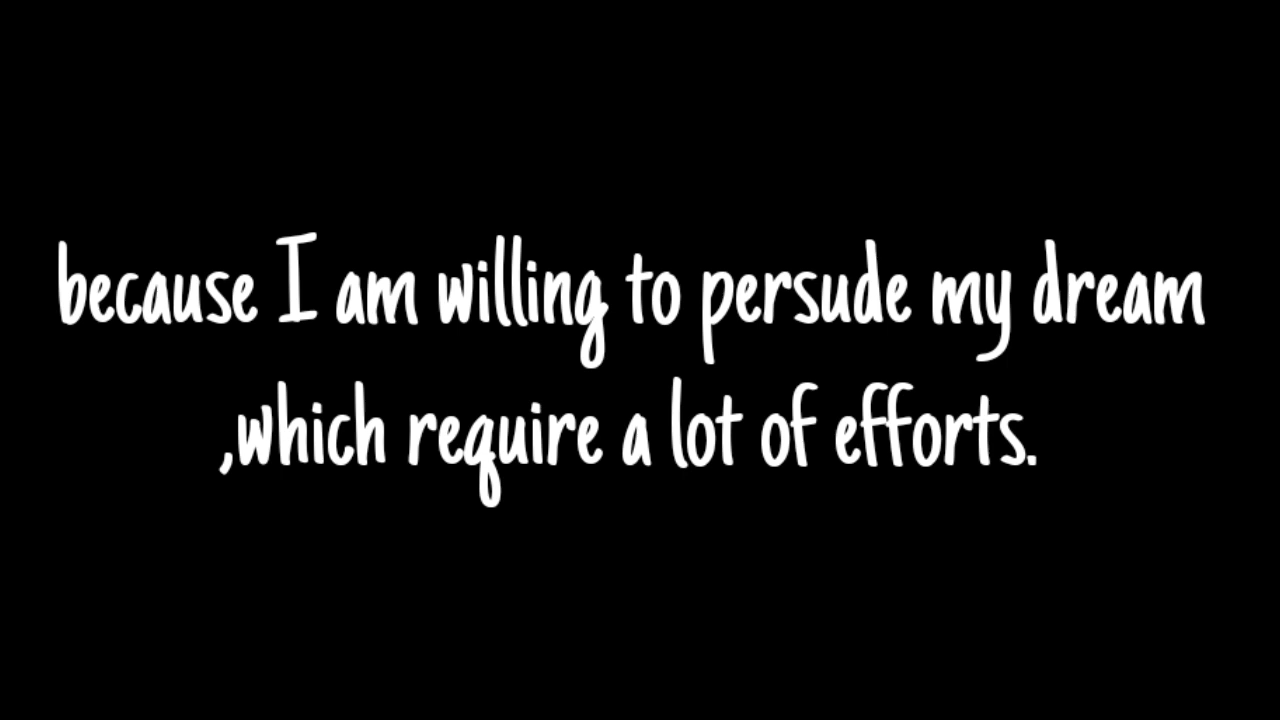 because I am willing to persude my dream
,which require a lot of efforts.